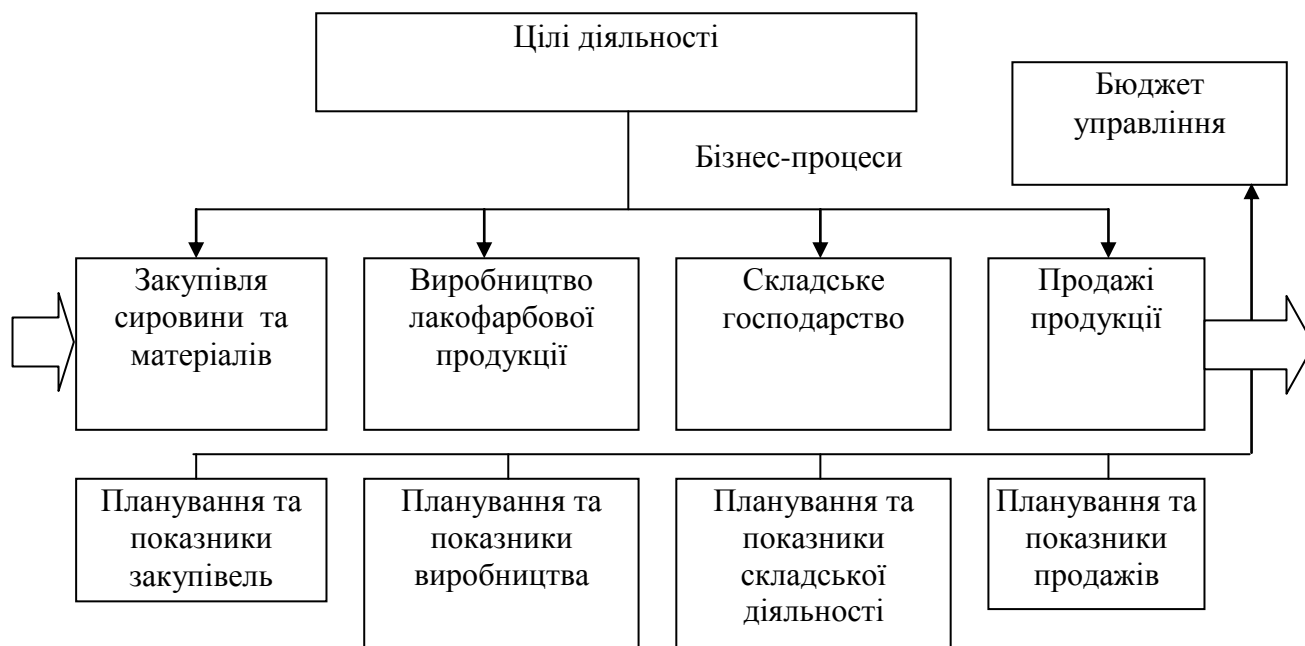 Цілі діяльності
Бюджет
управління
Бізнес-процеси
Закупівля
сировини та
матеріалів
Виробництво
лакофарбової
продукції
Складське
господарство
Продажі
продукції
Планування та
показники
закупівель
Планування та
показники
виробництва
Планування та
показники
складської
діяльності
Планування та
показники
продажів